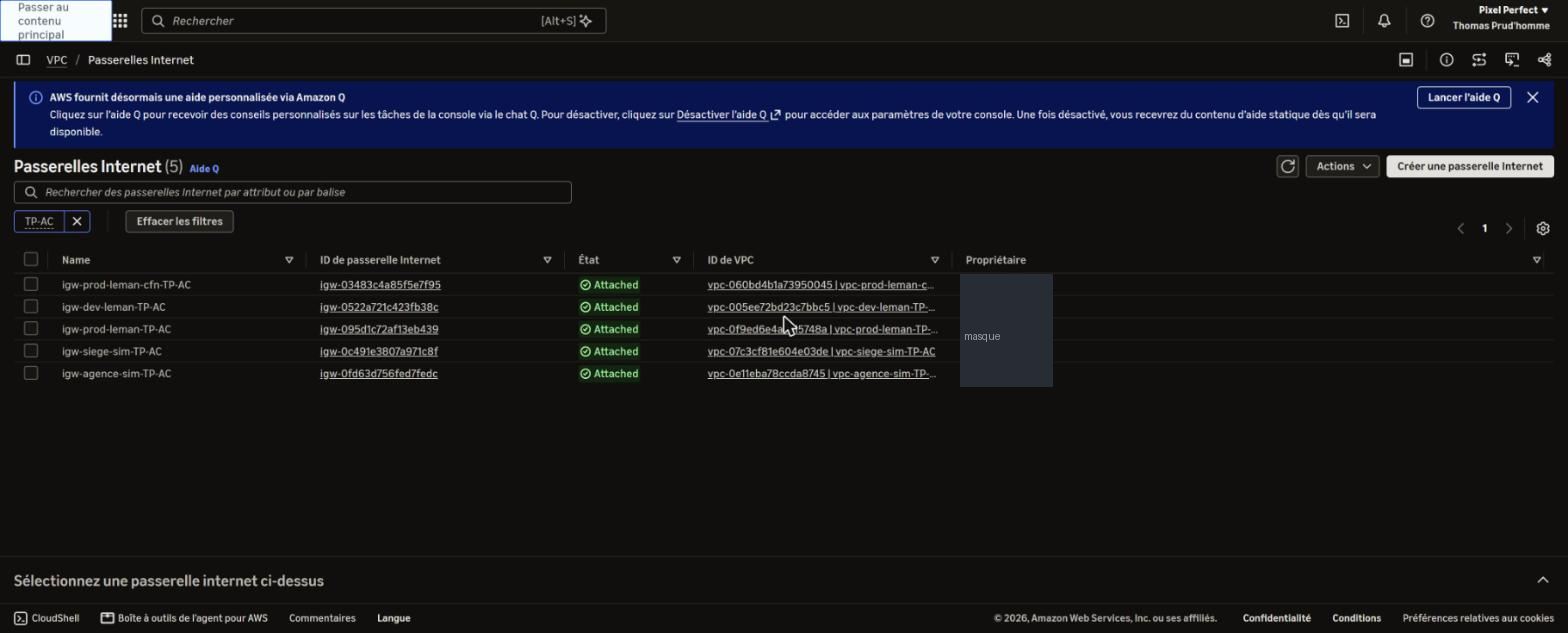 Passer au
contenu
principal
Rechercher [Alt+S]
Pixel Perfect
Thomas Prud'homme
VPC / Passerelles Internet
AWS fournit désormais une aide personnalisée via Amazon Q
Lancer l'aide Q
Cliquez sur l'aide Q pour recevoir des conseils personnalisés sur les tâches de la console via le chat Q. Pour désactiver, cliquez sur Désactiver l'aide Q pour accéder aux paramètres de votre console. Une fois désactivé, vous recevrez du contenu d'aide statique dès qu'il sera
disponible.
Passerelles Internet (5) Aide Q
Actions
Créer une passerelle Internet
Rechercher des passerelles Internet par attribut ou par balise
TP-AC
Effacer les filtres
1
Name ID de passerelle Internet État ID de VPC Propriétaire
igw-prod-leman-cfn-TP-AC igw-03483c4a85f5e7f95 Attached vpc-060bd4b1a73950045 | vpc-prod-leman-c...
igw-dev-leman-TP-AC igw-0522a721c423fb38c Attached vpc-005ee72bd23c7bbc5 | vpc-dev-leman-TP-...
igw-prod-leman-TP-AC igw-095d1c72af13eb439 Attached | vpc-prod-leman-TP-...
masque
igw-siege-sim-TP-AC igw-0c491e3807a971c8f Attached vpc-07c3cf81e604e03de | vpc-siege-sim-TP-AC
igw-agence-sim-TP-AC igw-0fd63d756fed7fedc Attached vpc-0e11eba78ccda8745 | vpc-agence-sim-TP-...
Sélectionnez une passerelle internet ci-dessus
CloudShell Boîte à outils de l'agent pour AWS Commentaires Langue © 2026, Amazon Web Services, Inc. ou ses affiliés. Confidentialité Conditions Préférences relatives aux cookies